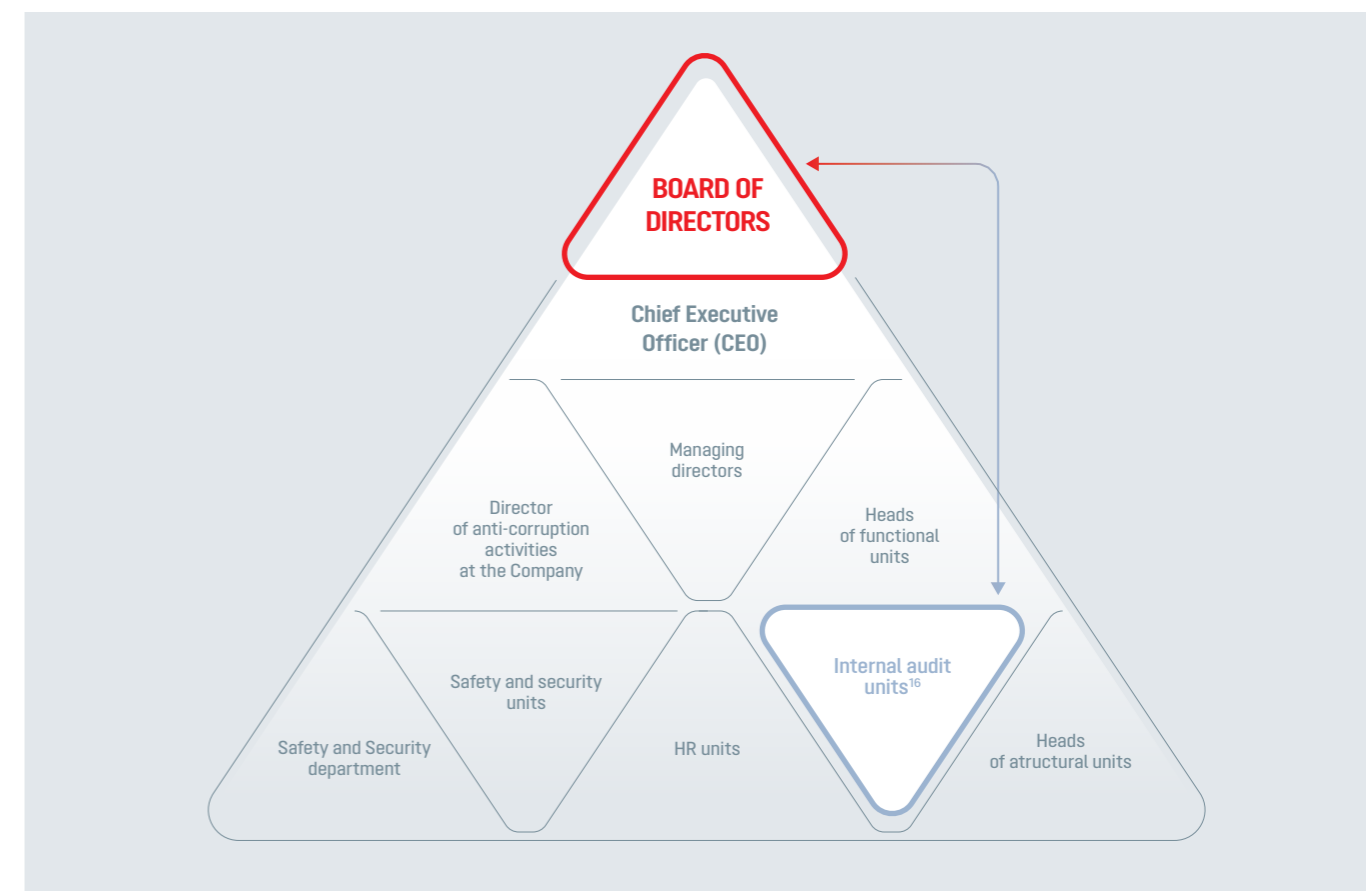 BOARD OF
DIRECTORS
Chief Executive
Officer (CEO)
Managing
directors
Director
of anti-corruption
activities
at the Company
Heads
of functional
units
Safety and Security
department
Safety and security
units
HR units
Internal audit
units¹⁶
Heads
of atructural units